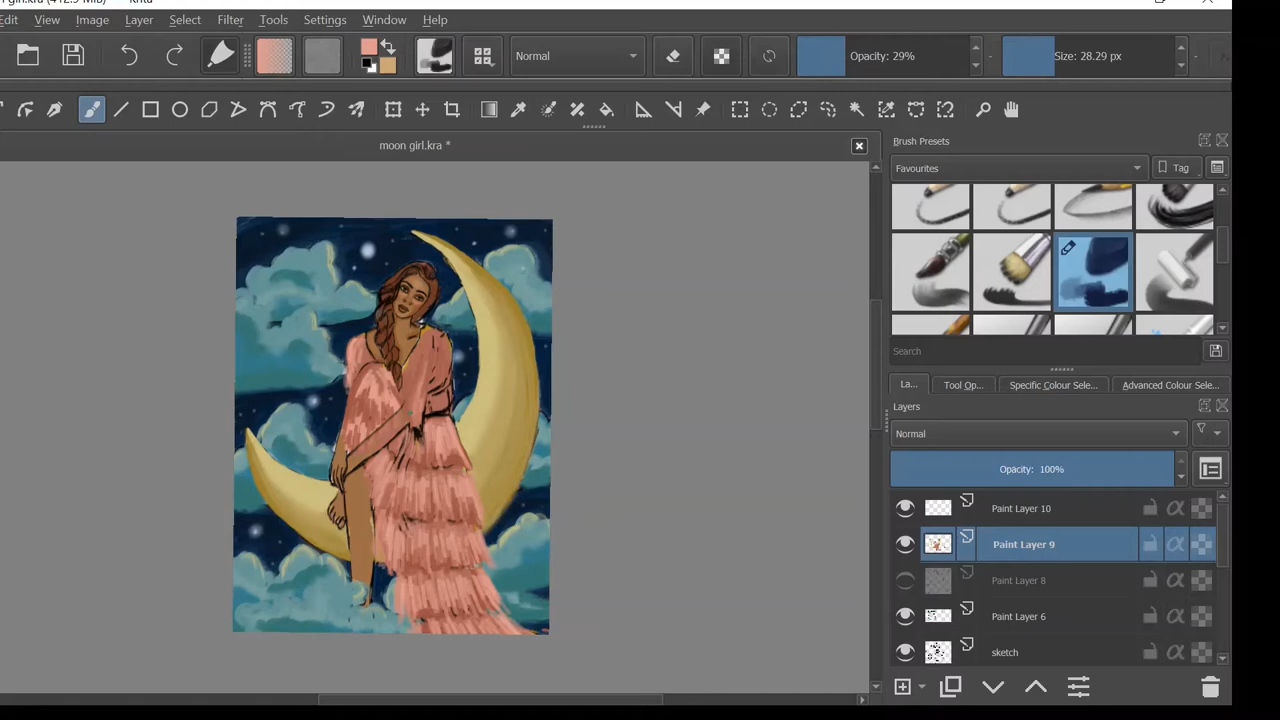 Edit View Image Layer Select Filter Tools Settings Window Help
Normal Opacity: 29% Size: 28.29 px
moon girl.kra *
Brush Presets
Favourites Tag
Search
La... Tool Op... Specific Colour Sele... Advanced Colour Sele...
Layers
Normal
Opacity: 100%
Paint Layer 10
Paint Layer 9
Paint Layer 8
Paint Layer 6
sketch